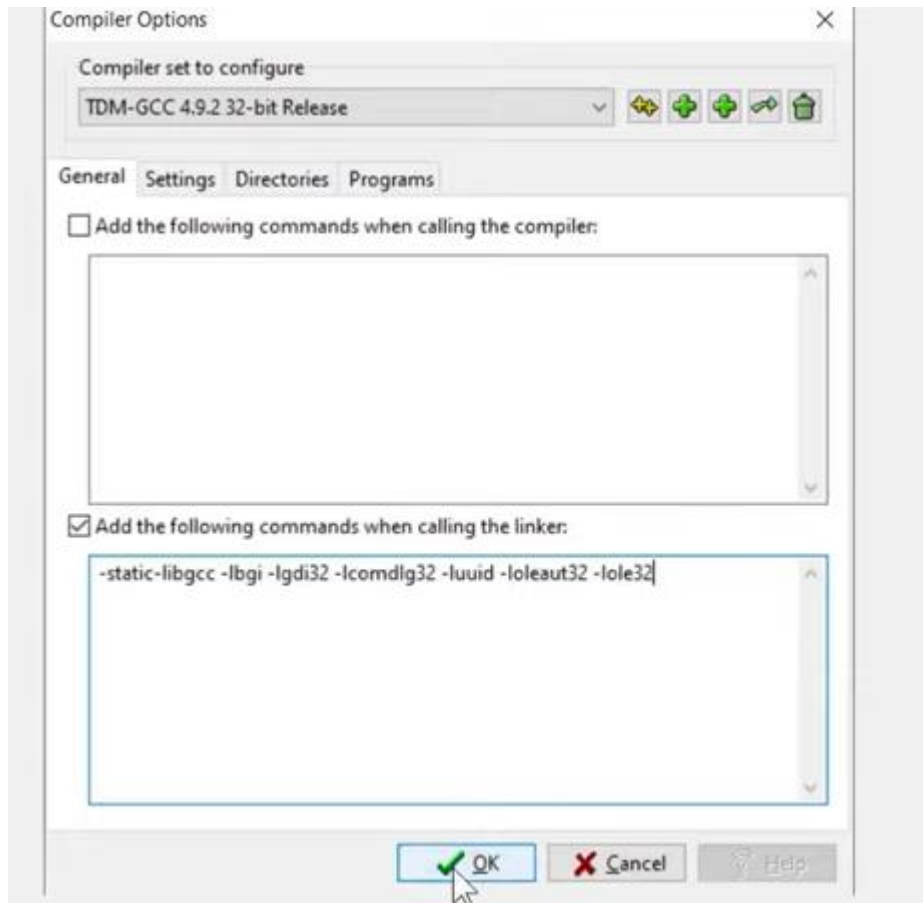 Compiler Options
Compiler set to configure
TDM-GCC 4.9.2 32-bit Release
General Settings Directories Programs
Add the following commands when calling the compiler:
Add the following commands when calling the linker:
-static-libgcc -lbgi -lgdi32 -lcomdlg32 -luuid -loleaut32 -lole32
OK Cancel Help